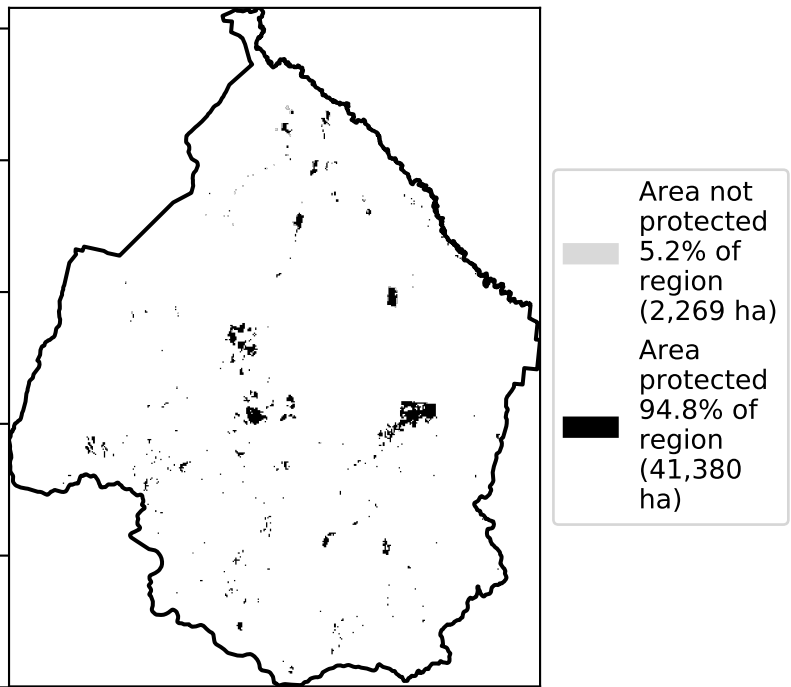 Area not
protected
5.2% of
region
(2,269 ha)
Area
protected
94.8% of
region
(41,380
ha)